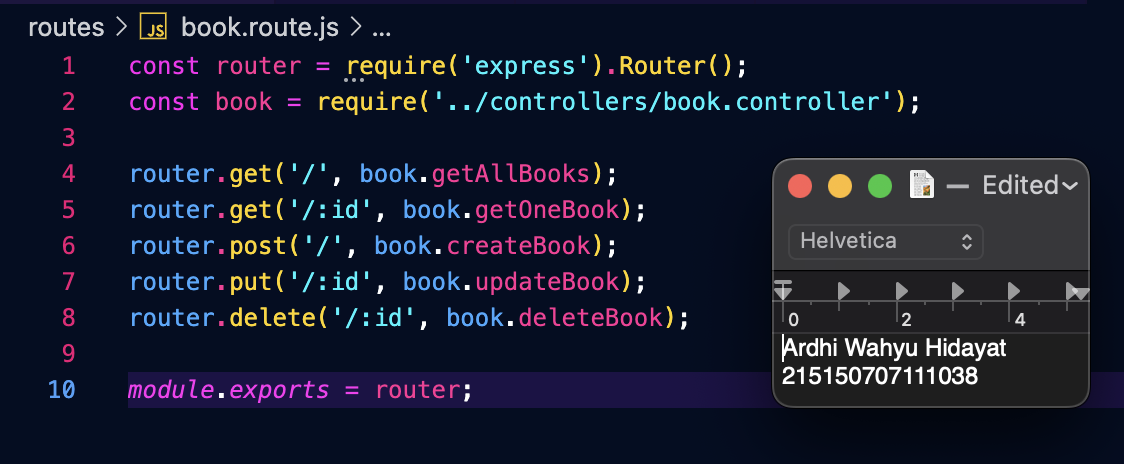 routes > JS book.route.js > ...
1 const router = require('express').Router();
2 const book = require('../controllers/book.controller');
3
4 router.get('/', book.getAllBooks);
5 router.get('/:id', book.getOneBook);
6 router.post('/', book.createBook);
7 router.put('/:id', book.updateBook);
8 router.delete('/:id', book.deleteBook);
9
10 module.exports = router;
— Edited
Helvetica
0 2 4
Ardhi Wahyu Hidayat
215150707111038